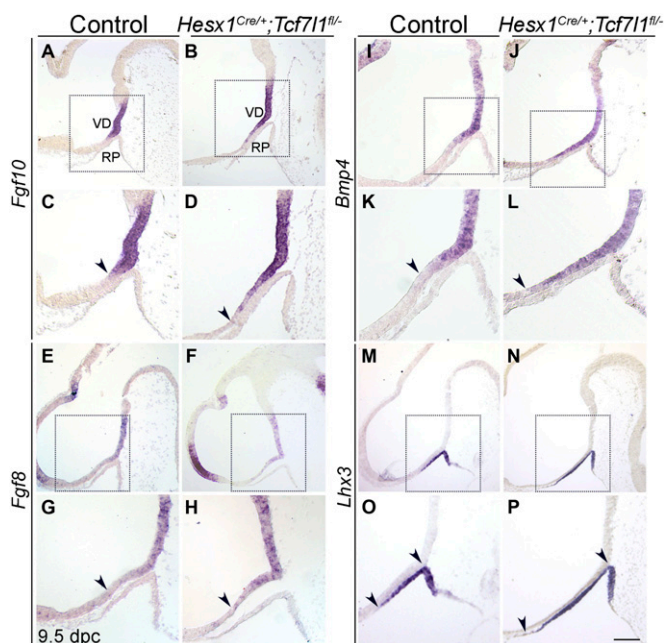 Control Hesx1Cre/+;Tcf7l1fl/- Control Hesx1Cre/+;Tcf7l1fl/-
A B I J
VD VD
RP RP
Fgf10 Bmp4
C D K L
E F M N
Fgf8 Lhx3
G H O P
9.5 dpc